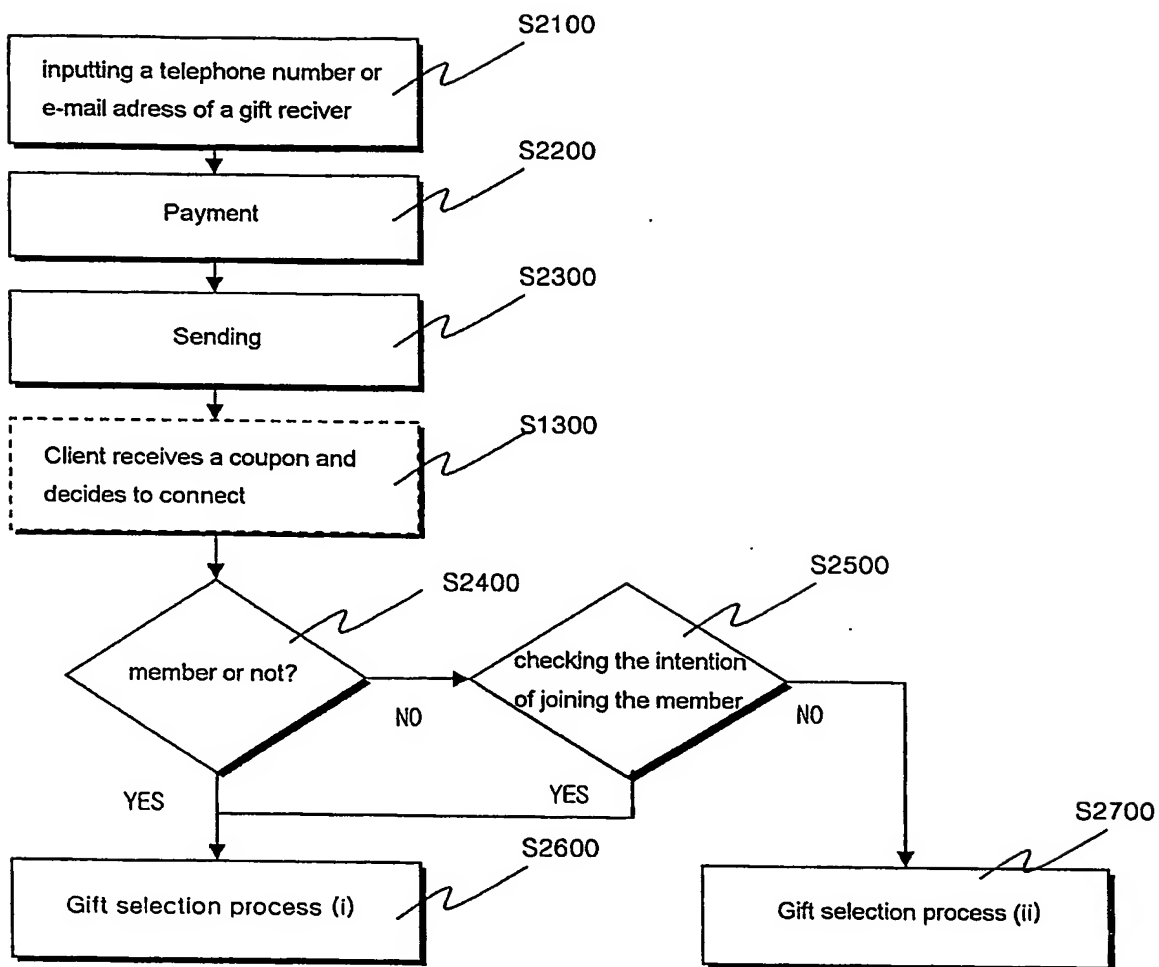 S2100
inputting a telephone number or
e-mail adress of a gift reciver
S2200
Payment
S2300
Sending
S1300
Client receives a coupon and
decides to connect
S2400
member or not?
S2500
checking the intention
of joining the member
NO
NO
YES
YES
S2600
Gift selection process (i)
S2700
Gift selection process (ii)